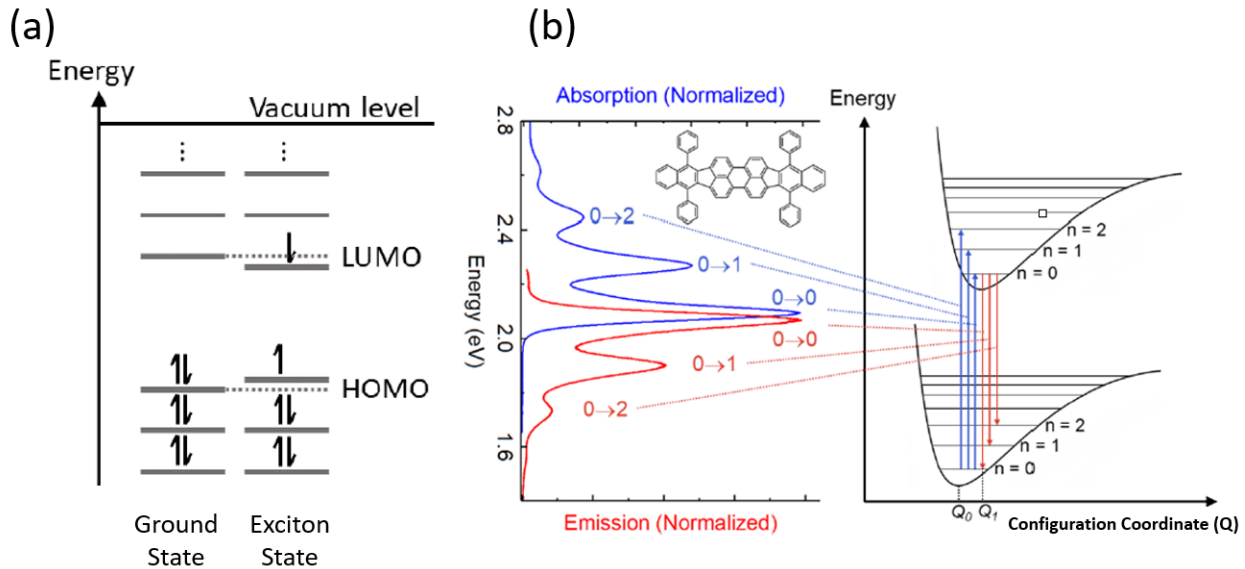 (a)
Energy
Vacuum level
⋮ ⋮
LUMO
HOMO
Ground
State
Exciton
State
(b)
Absorption (Normalized)
2.8
2.4
2.0
1.6
Energy (eV)
0→2
0→1
0→0
0→0
0→1
0→2
Emission (Normalized)
Energy
n = 2
n = 1
n = 0
n = 2
n = 1
n = 0
Q0 Q1
Configuration Coordinate (Q)